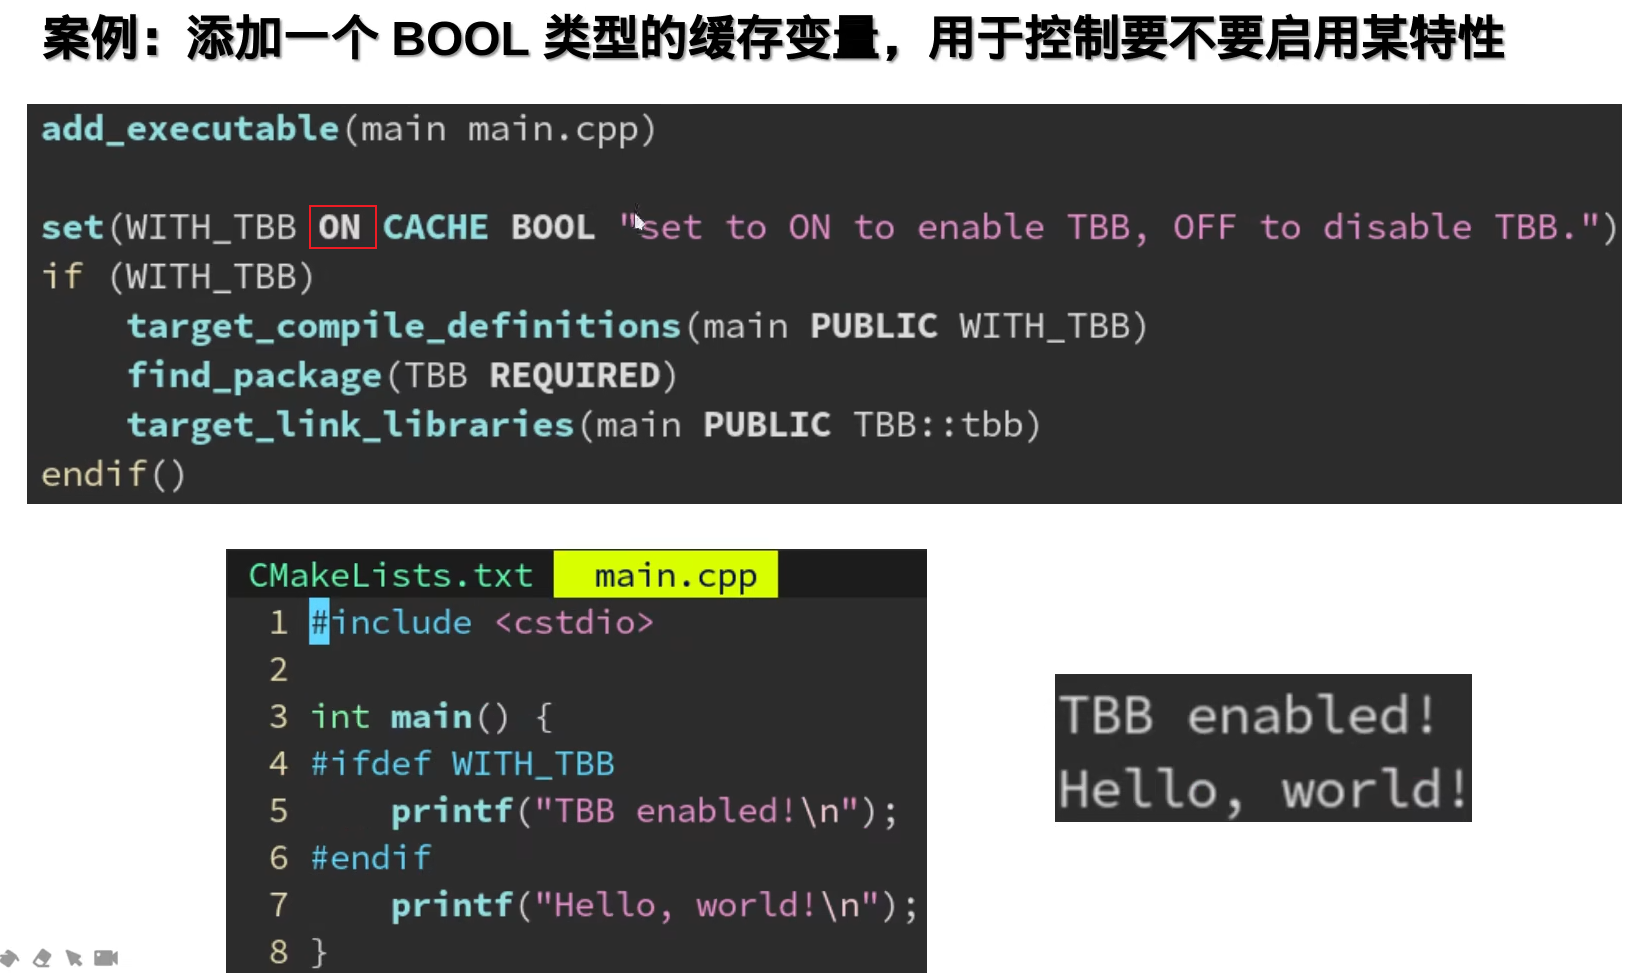 案例：添加一个 BOOL 类型的缓存变量，用于控制要不要启用某特性
add_executable(main main.cpp)
set(WITH_TBB ON CACHE BOOL "set to ON to enable TBB, OFF to disable TBB.")
if (WITH_TBB)
    target_compile_definitions(main PUBLIC WITH_TBB)
    find_package(TBB REQUIRED)
    target_link_libraries(main PUBLIC TBB::tbb)
endif()
CMakeLists.txt main.cpp
1 #include <cstdio>
2
3 int main() {
4 #ifdef WITH_TBB
5     printf("TBB enabled!\n");
6 #endif
7     printf("Hello, world!\n");
8 }
TBB enabled!
Hello, world!